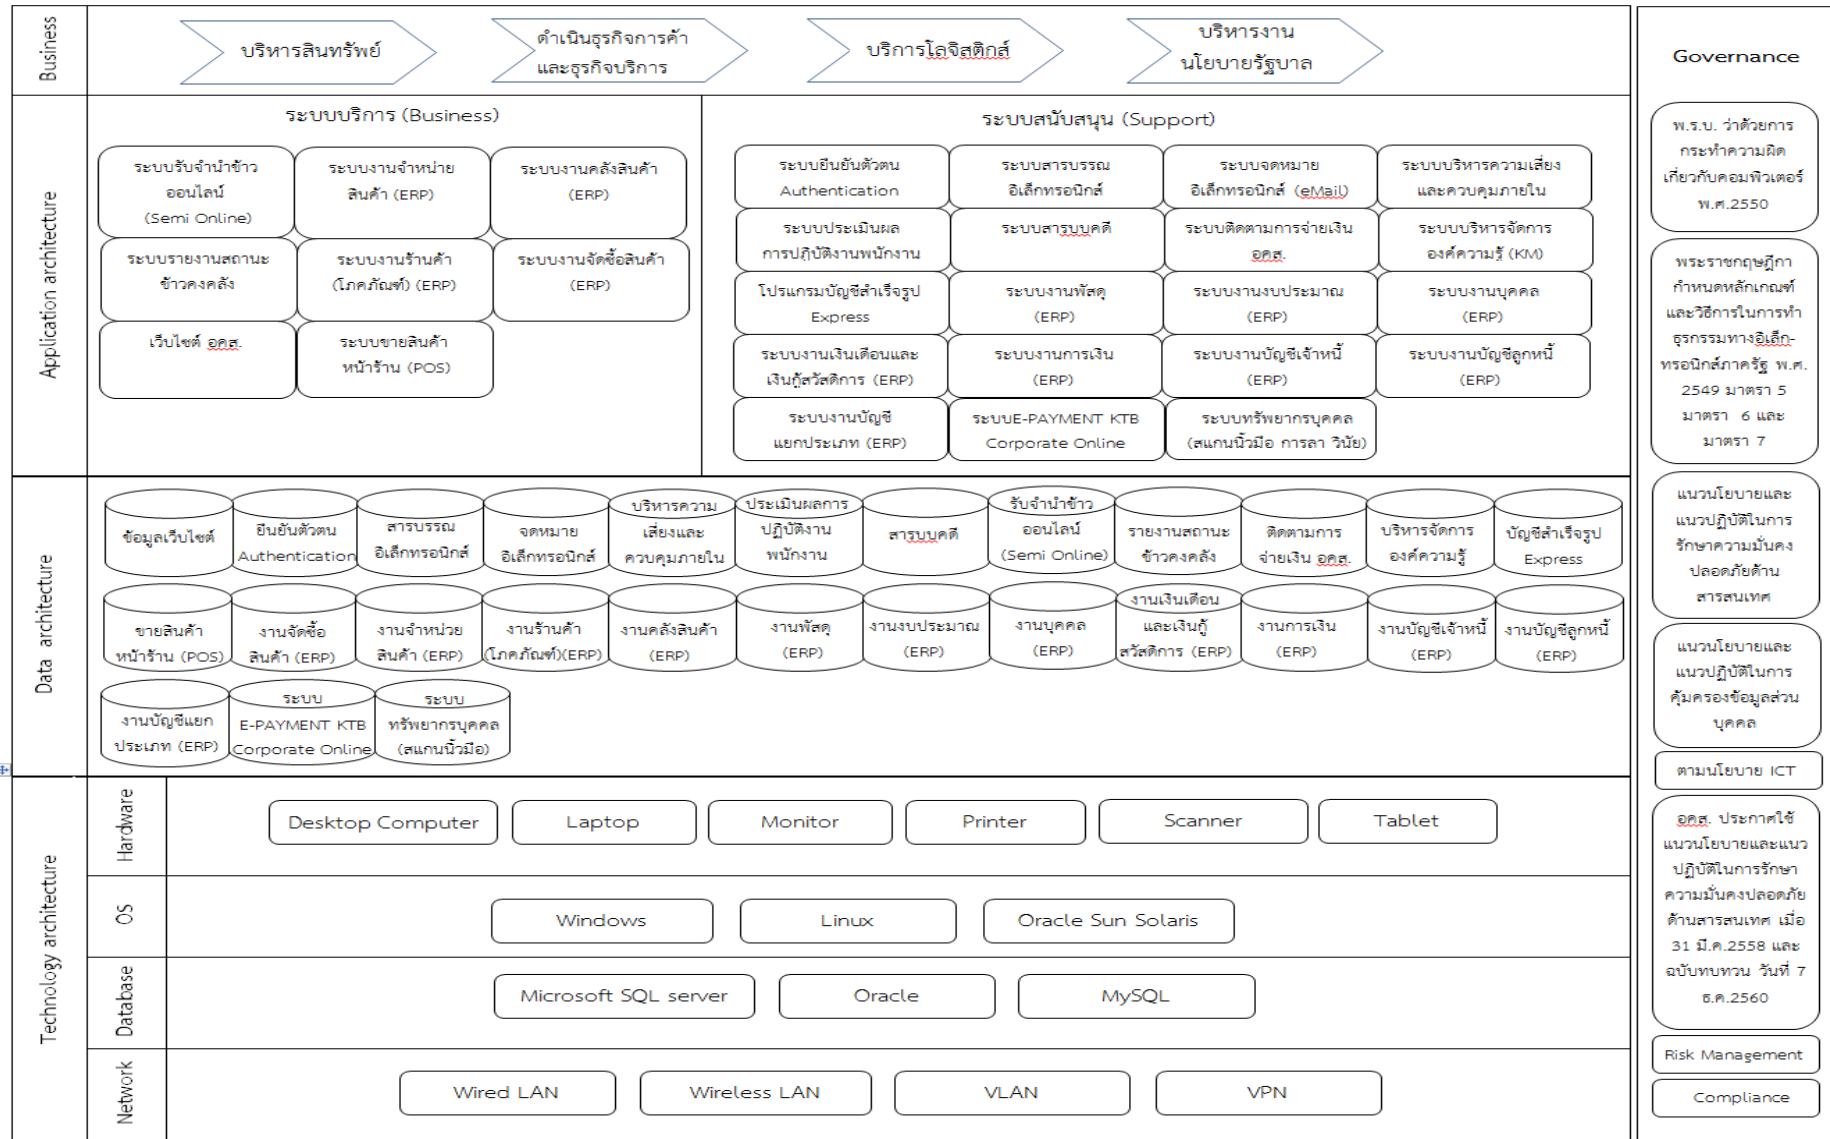 Business
บริหารสินทรัพย์
ดำเนินธุรกิจการค้า
และธุรกิจบริการ
บริการโลจิสติกส์
บริหารงาน
นโยบายรัฐบาล
Application architecture
ระบบบริการ (Business)
ระบบรับจำนำข้าว
ออนไลน์
(Semi Online)
ระบบงานจำหน่าย
สินค้า (ERP)
ระบบงานคลังสินค้า
(ERP)
ระบบรายงานสถานะ
ข้าวคงคลัง
ระบบงานร้านค้า
(โภคภัณฑ์) (ERP)
ระบบงานจัดซื้อสินค้า
(ERP)
เว็บไซต์ อคส.
ระบบขายสินค้า
หน้าร้าน (POS)
ระบบสนับสนุน (Support)
ระบบยืนยันตัวตน
Authentication
ระบบสารบรรณ
อิเล็กทรอนิกส์
ระบบจดหมาย
อิเล็กทรอนิกส์ (eMail)
ระบบบริหารความเสี่ยง
และควบคุมภายใน
ระบบประเมินผล
การปฏิบัติงานพนักงาน
ระบบสารบบคดี
ระบบติดตามการจ่ายเงิน
อคส.
ระบบบริหารจัดการ
องค์ความรู้ (KM)
โปรแกรมบัญชีสำเร็จรูป
Express
ระบบงานพัสดุ
(ERP)
ระบบงานงบประมาณ
(ERP)
ระบบงานบุคคล
(ERP)
ระบบงานเงินเดือนและ
เงินกู้สวัสดิการ (ERP)
ระบบงานการเงิน
(ERP)
ระบบงานบัญชีเจ้าหนี้
(ERP)
ระบบงานบัญชีลูกหนี้
(ERP)
ระบบงานบัญชี
แยกประเภท (ERP)
ระบบE-PAYMENT KTB
Corporate Online
ระบบทรัพยากรบุคคล
(สแกนนิ้วมือ การลา วินัย)
Data architecture
ข้อมูลเว็บไซต์
ยืนยันตัวตน
Authentication
สารบรรณ
อิเล็กทรอนิกส์
จดหมาย
อิเล็กทรอนิกส์
บริหารความ
เสี่ยงและ
ควบคุมภายใน
ประเมินผลการ
ปฏิบัติงาน
พนักงาน
สารบบคดี
รับจำนำข้าว
ออนไลน์
(Semi Online)
รายงานสถานะ
ข้าวคงคลัง
ติดตามการ
จ่ายเงิน อคส.
บริหารจัดการ
องค์ความรู้
บัญชีสำเร็จรูป
Express
ขายสินค้า
หน้าร้าน (POS)
งานจัดซื้อ
สินค้า (ERP)
งานจำหน่วย
สินค้า (ERP)
งานร้านค้า
(โภคภัณฑ์)(ERP)
งานคลังสินค้า
(ERP)
งานพัสดุ
(ERP)
งานงบประมาณ
(ERP)
งานบุคคล
(ERP)
งานเงินเดือน
และเงินกู้
สวัสดิการ (ERP)
งานการเงิน
(ERP)
งานบัญชีเจ้าหนี้
(ERP)
งานบัญชีลูกหนี้
(ERP)
งานบัญชีแยก
ประเภท (ERP)
ระบบ
E-PAYMENT KTB
Corporate Online
ระบบ
ทรัพยากรบุคคล
(สแกนนิ้วมือ)
Technology architecture
Hardware
Desktop Computer
Laptop
Monitor
Printer
Scanner
Tablet
OS
Windows
Linux
Oracle Sun Solaris
Database
Microsoft SQL server
Oracle
MySQL
Network
Wired LAN
Wireless LAN
VLAN
VPN
Governance
พ.ร.บ. ว่าด้วยการ
กระทำความผิด
เกี่ยวกับคอมพิวเตอร์
พ.ศ.2550
พระราชกฤษฎีกา
กำหนดหลักเกณฑ์
และวิธีการในการทำ
ธุรกรรมทางอิเล็ก-
ทรอนิกส์ภาครัฐ พ.ศ.
2549 มาตรา 5
มาตรา 6 และ
มาตรา 7
แนวนโยบายและ
แนวปฏิบัติในการ
รักษาความมั่นคง
ปลอดภัยด้าน
สารสนเทศ
แนวนโยบายและ
แนวปฏิบัติในการ
คุ้มครองข้อมูลส่วน
บุคคล
ตามนโยบาย ICT
อคส. ประกาศใช้
แนวนโยบายและแนว
ปฏิบัติในการรักษา
ความมั่นคงปลอดภัย
ด้านสารสนเทศ เมื่อ
31 มี.ค.2558 และ
ฉบับทบทวน วันที่ 7
ธ.ค.2560
Risk Management
Compliance